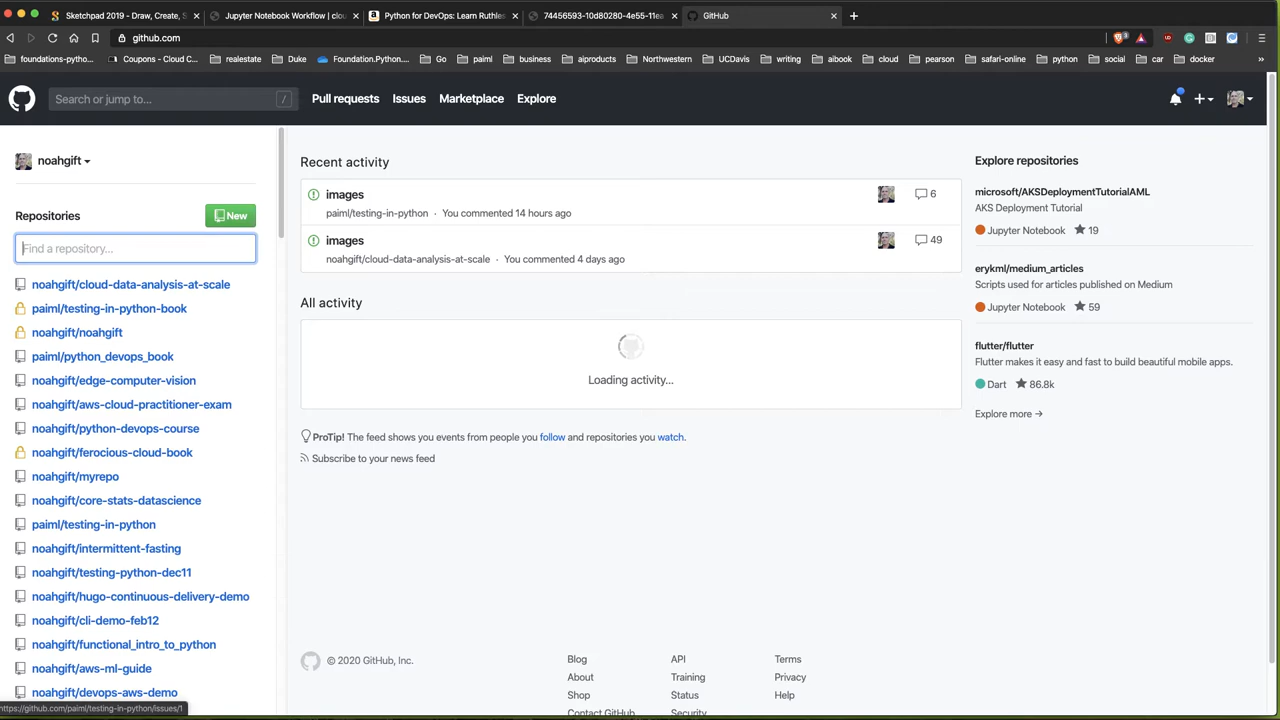 Sketchpad 2019 - Draw, Create, S
Jupyter Notebook Workflow | clou
Python for DevOps: Learn Ruthles
74456593-10d80280-4e55-11ea
GitHub
github.com
foundations-pytho...
Coupons - Cloud C...
realestate
Duke
Foundation.Python....
Go
paiml
business
aiproducts
Northwestern
UCDavis
writing
aibook
cloud
pearson
safari-online
python
social
car
docker
»
Search or jump to...
/
Pull requests
Issues
Marketplace
Explore
noahgift
Repositories
New
Find a repository...
noahgift/cloud-data-analysis-at-scale
paiml/testing-in-python-book
noahgift/noahgift
paiml/python_devops_book
noahgift/edge-computer-vision
noahgift/aws-cloud-practitioner-exam
noahgift/python-devops-course
noahgift/ferocious-cloud-book
noahgift/myrepo
noahgift/core-stats-datascience
paiml/testing-in-python
noahgift/intermittent-fasting
noahgift/testing-python-dec11
noahgift/hugo-continuous-delivery-demo
noahgift/cli-demo-feb12
noahgift/functional_intro_to_python
noahgift/aws-ml-guide
noahgift/devops-aws-demo
https://github.com/paiml/testing-in-python/issues/1
Recent activity
images
6
paiml/testing-in-python · You commented 14 hours ago
images
49
noahgift/cloud-data-analysis-at-scale · You commented 4 days ago
All activity
Loading activity...
ProTip! The feed shows you events from people you follow and repositories you watch.
Subscribe to your news feed
Explore repositories
microsoft/AKSDeploymentTutorialAML
AKS Deployment Tutorial
Jupyter Notebook 19
erykml/medium_articles
Scripts used for articles published on Medium
Jupyter Notebook 59
flutter/flutter
Flutter makes it easy and fast to build beautiful mobile apps.
Dart 86.8k
Explore more →
© 2020 GitHub, Inc.
Blog
About
Shop
Contact GitHub
API
Training
Status
Security
Terms
Privacy
Help